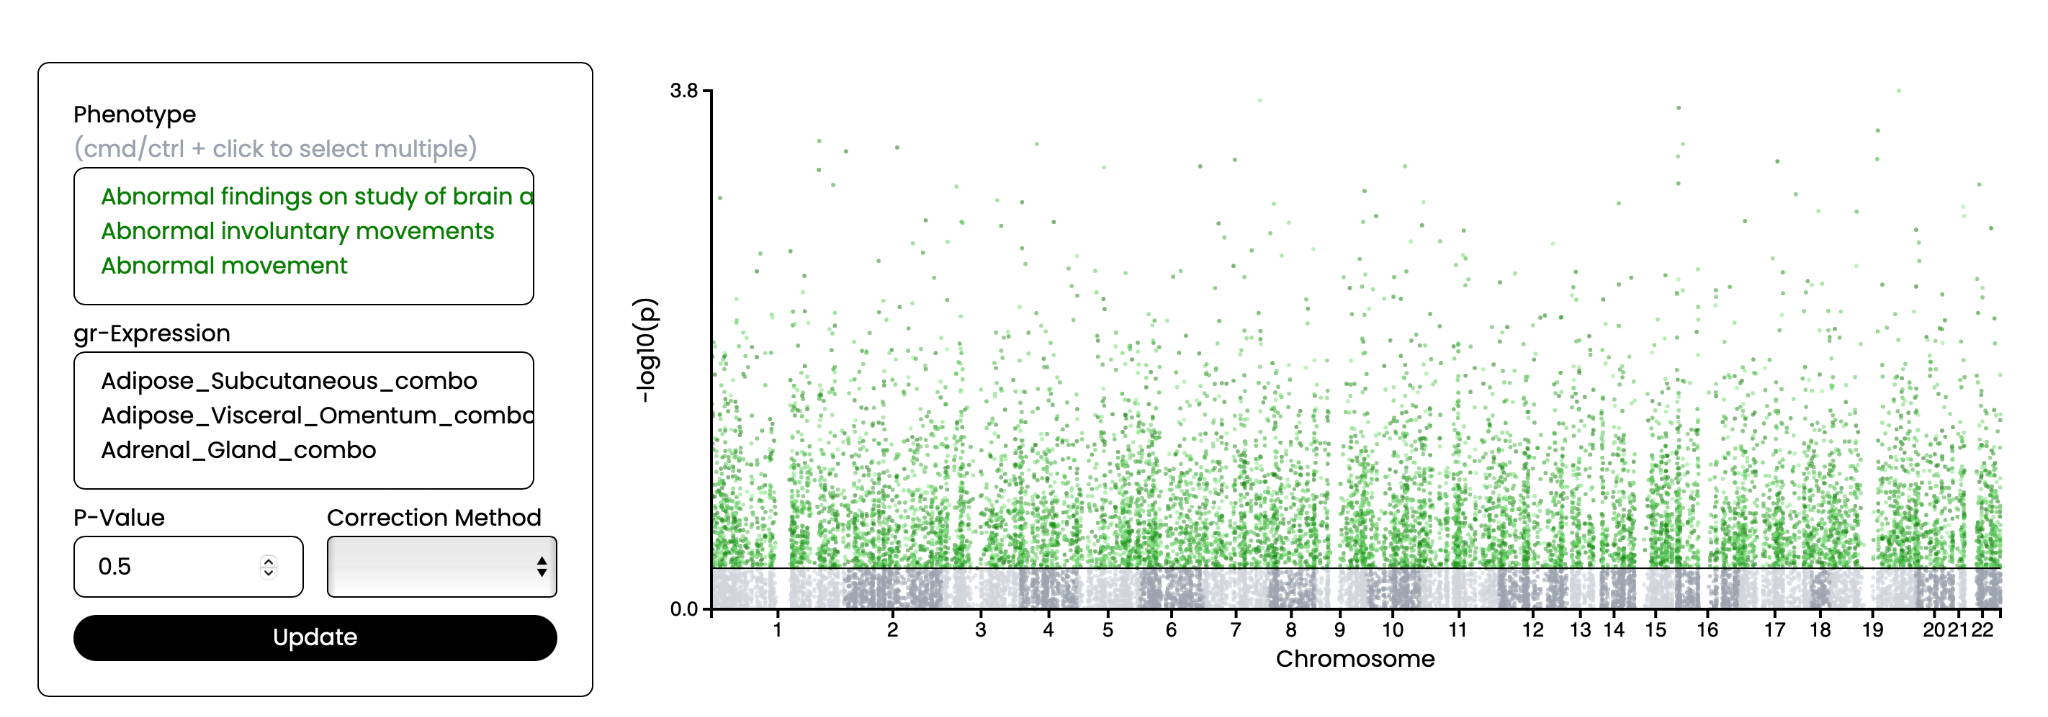 Phenotype
(cmd/ctrl + click to select multiple)
Abnormal findings on study of brain a
Abnormal involuntary movements
Abnormal movement
gr-Expression
Adipose_Subcutaneous_combo
Adipose_Visceral_Omentum_combo
Adrenal_Gland_combo
P-Value
Correction Method
0.5
Update
3.8
-log10(p)
0.0
1 2 3 4 5 6 7 8 9 10 11 12 13 14 15 16 17 18 19 20 21 22
Chromosome